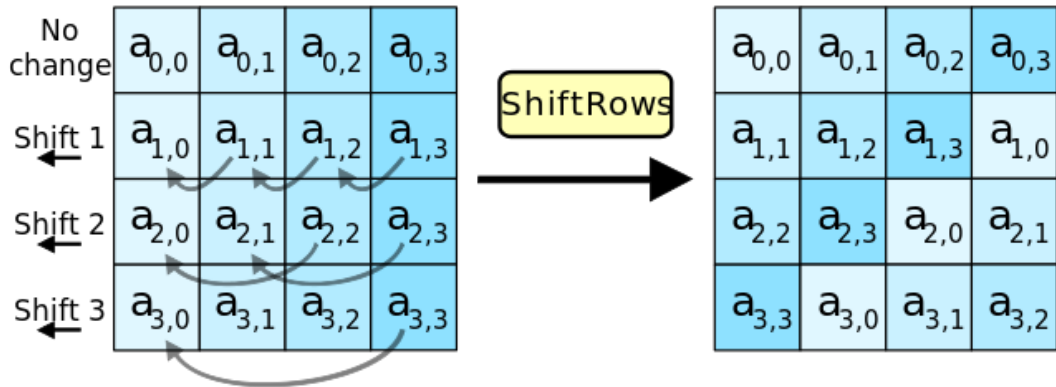 No change a0,0 a0,1 a0,2 a0,3
Shift 1 a1,0 a1,1 a1,2 a1,3
Shift 2 a2,0 a2,1 a2,2 a2,3
Shift 3 a3,0 a3,1 a3,2 a3,3
ShiftRows
a0,0 a0,1 a0,2 a0,3
a1,1 a1,2 a1,3 a1,0
a2,2 a2,3 a2,0 a2,1
a3,3 a3,0 a3,1 a3,2